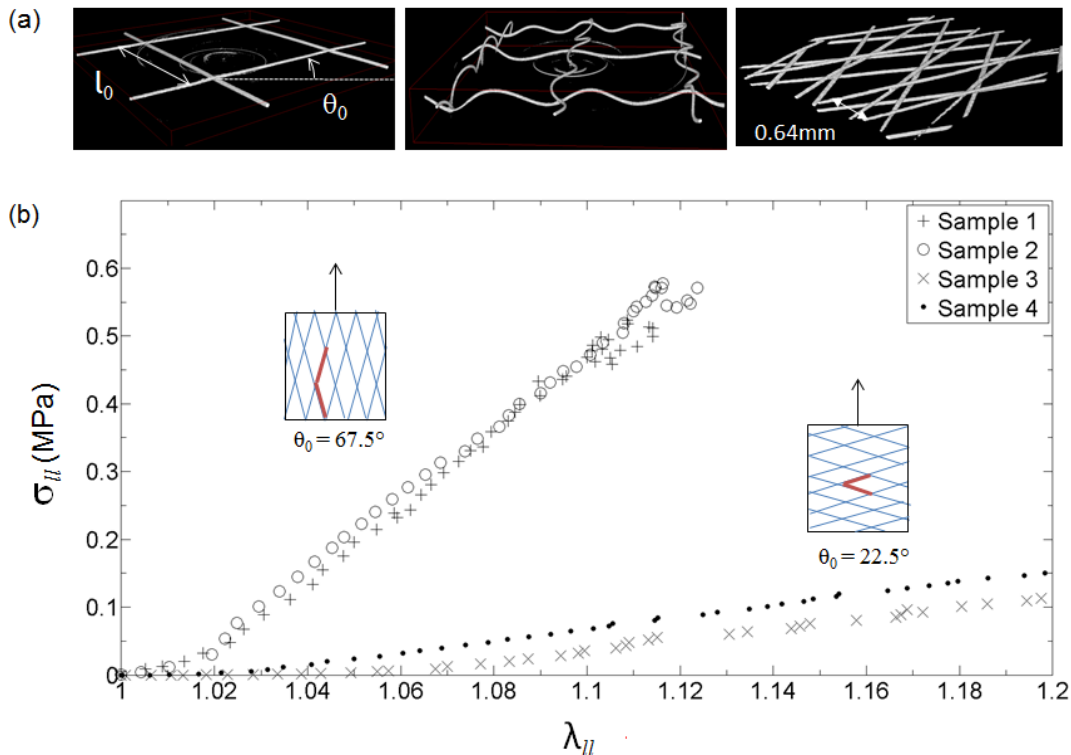 (a)
l₀
θ₀
0.64mm
(b)
Sample 1
Sample 2
Sample 3
Sample 4
0.6
0.5
0.4
0.3
0.2
0.1
0
θ₀ = 67.5°
θ₀ = 22.5°
σ_ll (MPa)
1 1.02 1.04 1.06 1.08 1.1 1.12 1.14 1.16 1.18 1.2
λ_ll